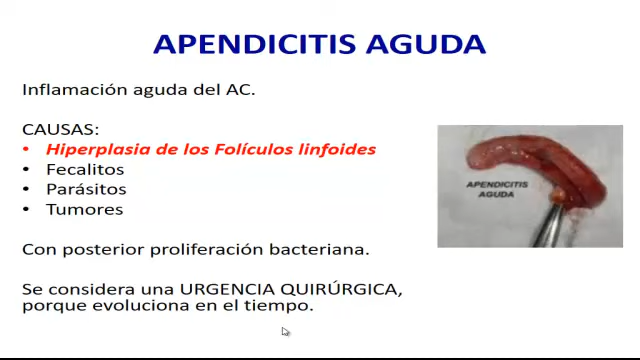 APENDICITIS AGUDA
Inflamación aguda del AC.
CAUSAS:
• Hiperplasia de los Folículos linfoides
• Fecalitos
• Parásitos
• Tumores
APENDICITIS
AGUDA
Con posterior proliferación bacteriana.
Se considera una URGENCIA QUIRÚRGICA,
porque evoluciona en el tiempo.